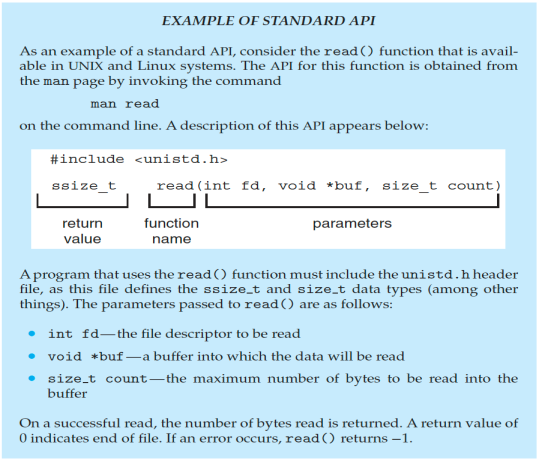 EXAMPLE OF STANDARD API
As an example of a standard API, consider the read() function that is avail-
able in UNIX and Linux systems. The API for this function is obtained from
the man page by invoking the command
man read
on the command line. A description of this API appears below:
#include <unistd.h>
ssize_t read(int fd, void *buf, size_t count)
return function parameters
value name
A program that uses the read() function must include the unistd.h header
file, as this file defines the ssize_t and size_t data types (among other
things). The parameters passed to read() are as follows:
• int fd—the file descriptor to be read
• void *buf—a buffer into which the data will be read
• size_t count—the maximum number of bytes to be read into the
buffer
On a successful read, the number of bytes read is returned. A return value of
0 indicates end of file. If an error occurs, read() returns −1.